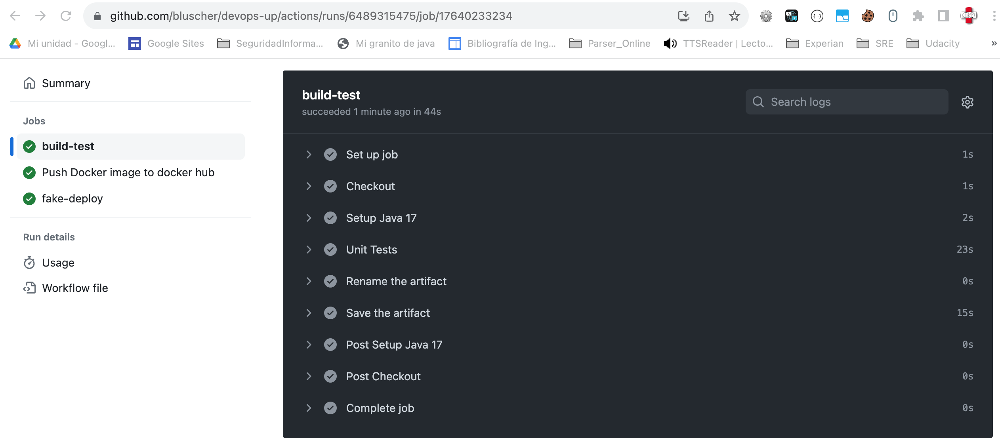 github.com/bluscher/devops-up/actions/runs/6489315475/job/17640233234
Mi unidad - Googl... Google Sites SeguridadInforma... Mi granito de java Bibliografía de Ing... Parser_Online TTSReader | Lecto... Experian SRE Udacity »
Summary
Jobs
build-test
Push Docker image to docker hub
fake-deploy
Run details
Usage
Workflow file
build-test
succeeded 1 minute ago in 44s
Search logs
Set up job 1s
Checkout 1s
Setup Java 17 2s
Unit Tests 23s
Rename the artifact 0s
Save the artifact 15s
Post Setup Java 17 0s
Post Checkout 0s
Complete job 0s